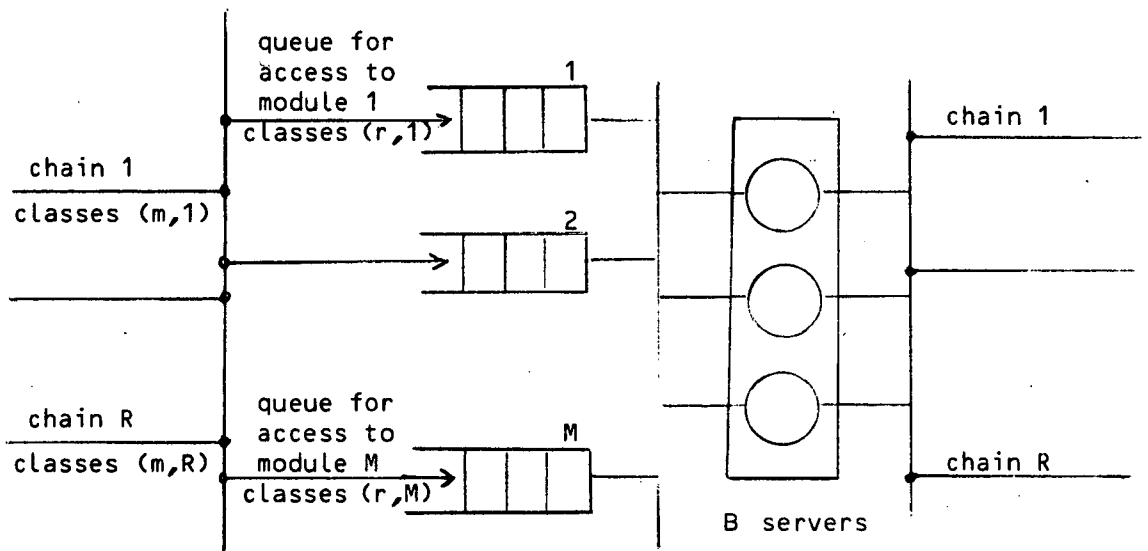 queue for
access to
module 1
classes (r,1)
1
chain 1
classes (m,1)
2
chain R
classes (m,R)
queue for
access to
module M
classes (r,M)
M
chain 1
chain R
B servers